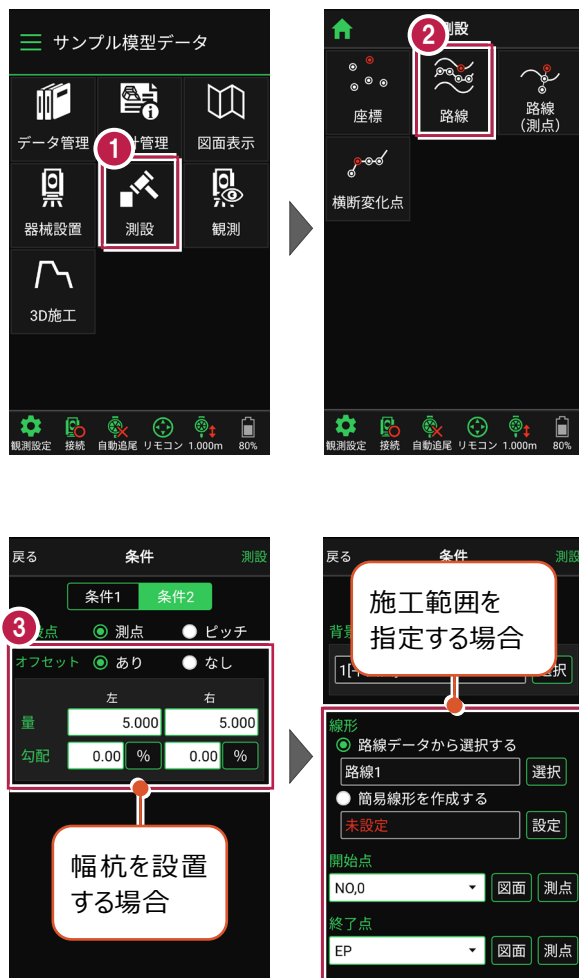 サンプル模型データ
データ管理
管理
図面表示
1
器械設置
測設
観測
3D施工
観測設定
接続
自動追尾
リモコン
1.000m
80%
測設
2
座標
路線
路線
(測点)
横断変化点
観測設定
接続
自動追尾
リモコン
1.000m
80%
戻る
条件
測設
条件1
条件2
3
点
測点
ピッチ
オフセット
あり
なし
左
右
量
5.000
5.000
勾配
0.00
%
0.00
%
幅杭を設置
する場合
戻る
条件
測設
施工範囲を
指定する場合
背景
1[
択
線形
路線データから選択する
路線1
選択
簡易線形を作成する
未設定
設定
開始点
NO,0
図面
測点
終了点
EP
図面
測点